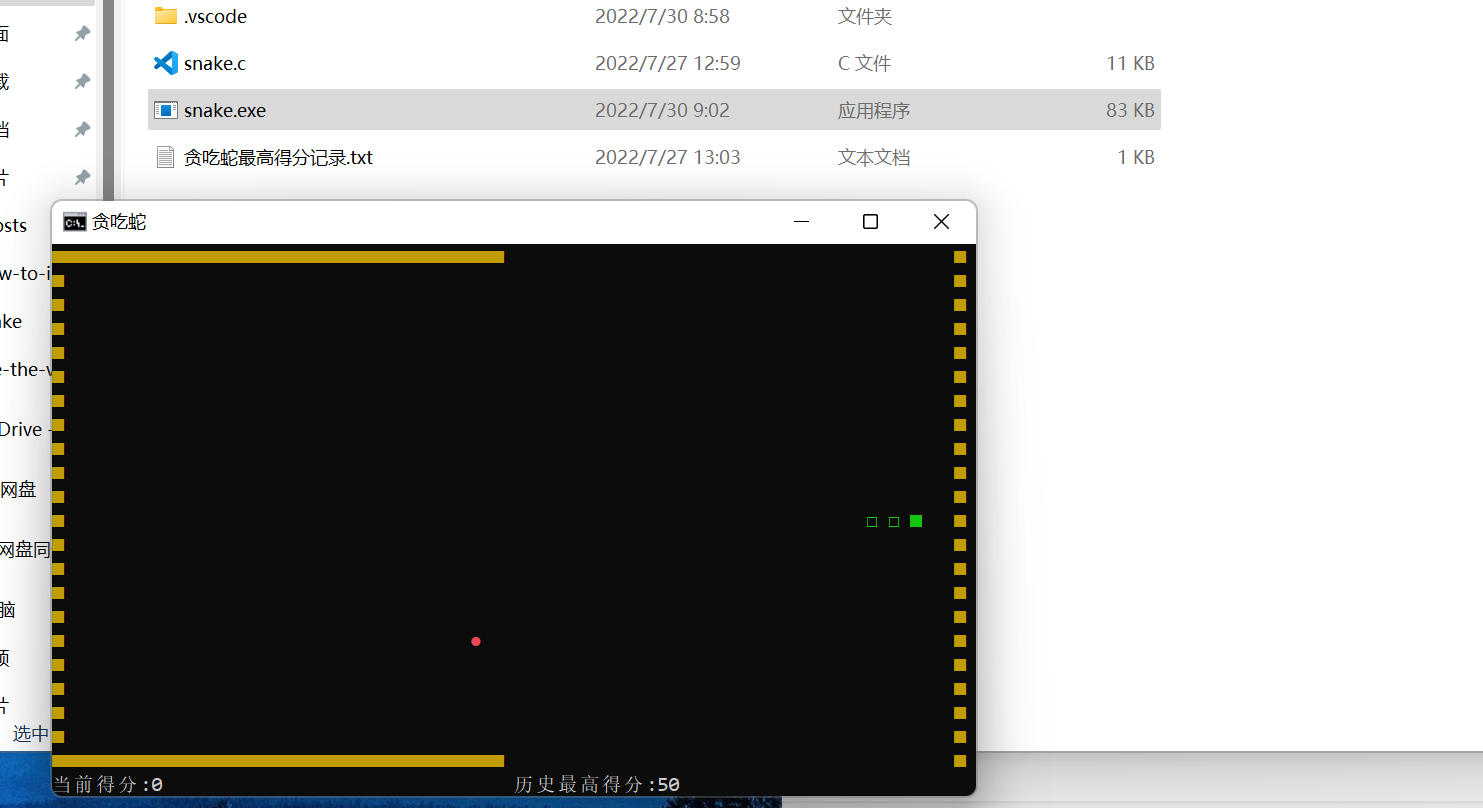 .vscode 2022/7/30 8:58 文件夹
snake.c 2022/7/27 12:59 C 文件 11 KB
snake.exe 2022/7/30 9:02 应用程序 83 KB
贪吃蛇最高得分记录.txt 2022/7/27 13:03 文本文档 1 KB
面
载
档
片
osts
w-to-i
ke
e-the-v
Drive -
网盘
网盘同
脑
频
片
选中
贪吃蛇
当前得分:0 历史最高得分:50